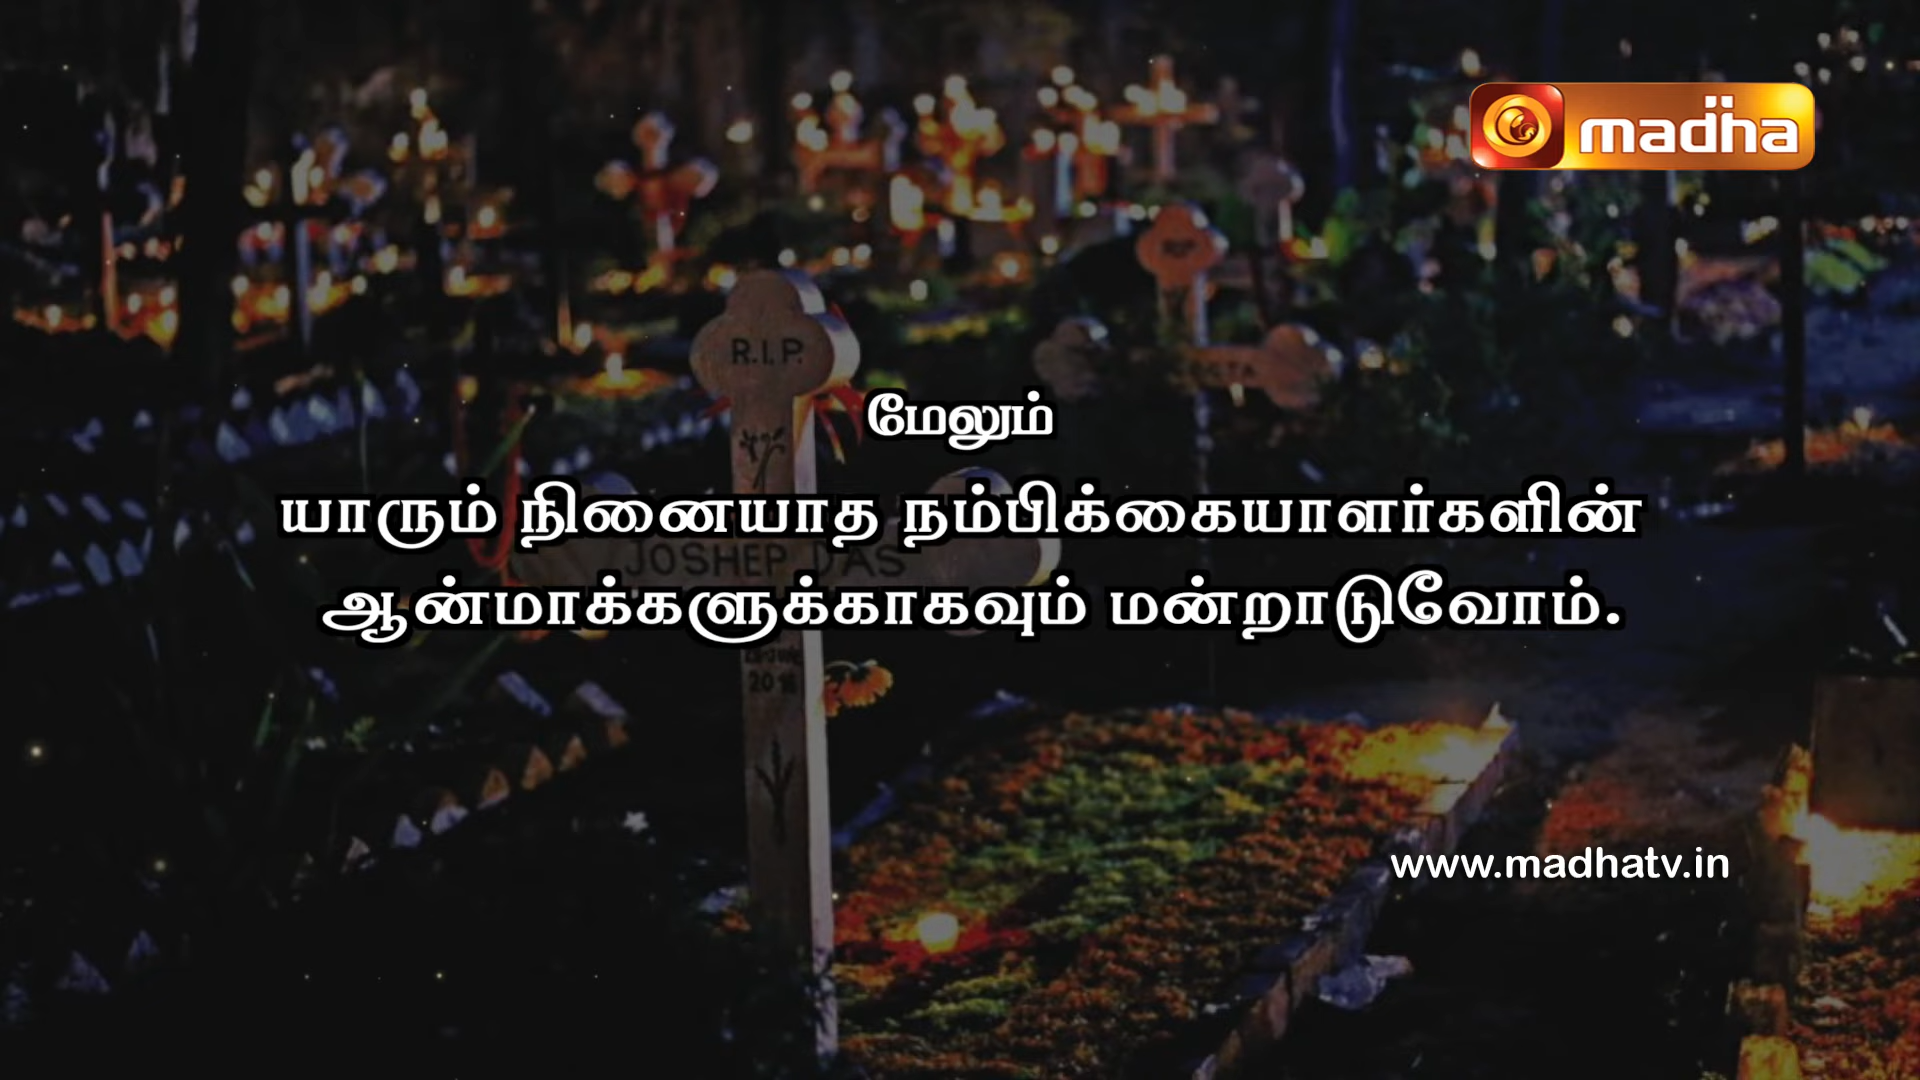 madha
R.I.P.
மேலும்
யாரும் நினையாத நம்பிக்கையாளர்களின்
JOSHEP DAS
ஆன்மாக்களுக்காகவும் மன்றாடுவோம்.
www.madhatv.in